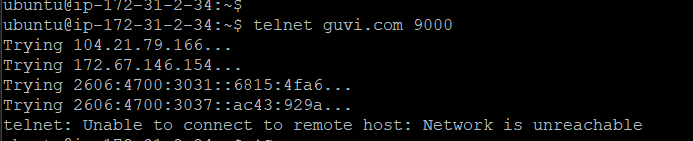 ubuntu@ip-172-31-2-34:~$
ubuntu@ip-172-31-2-34:~$ telnet guvi.com 9000
Trying 104.21.79.166...
Trying 172.67.146.154...
Trying 2606:4700:3031::6815:4fa6...
Trying 2606:4700:3037::ac43:929a...
telnet: Unable to connect to remote host: Network is unreachable